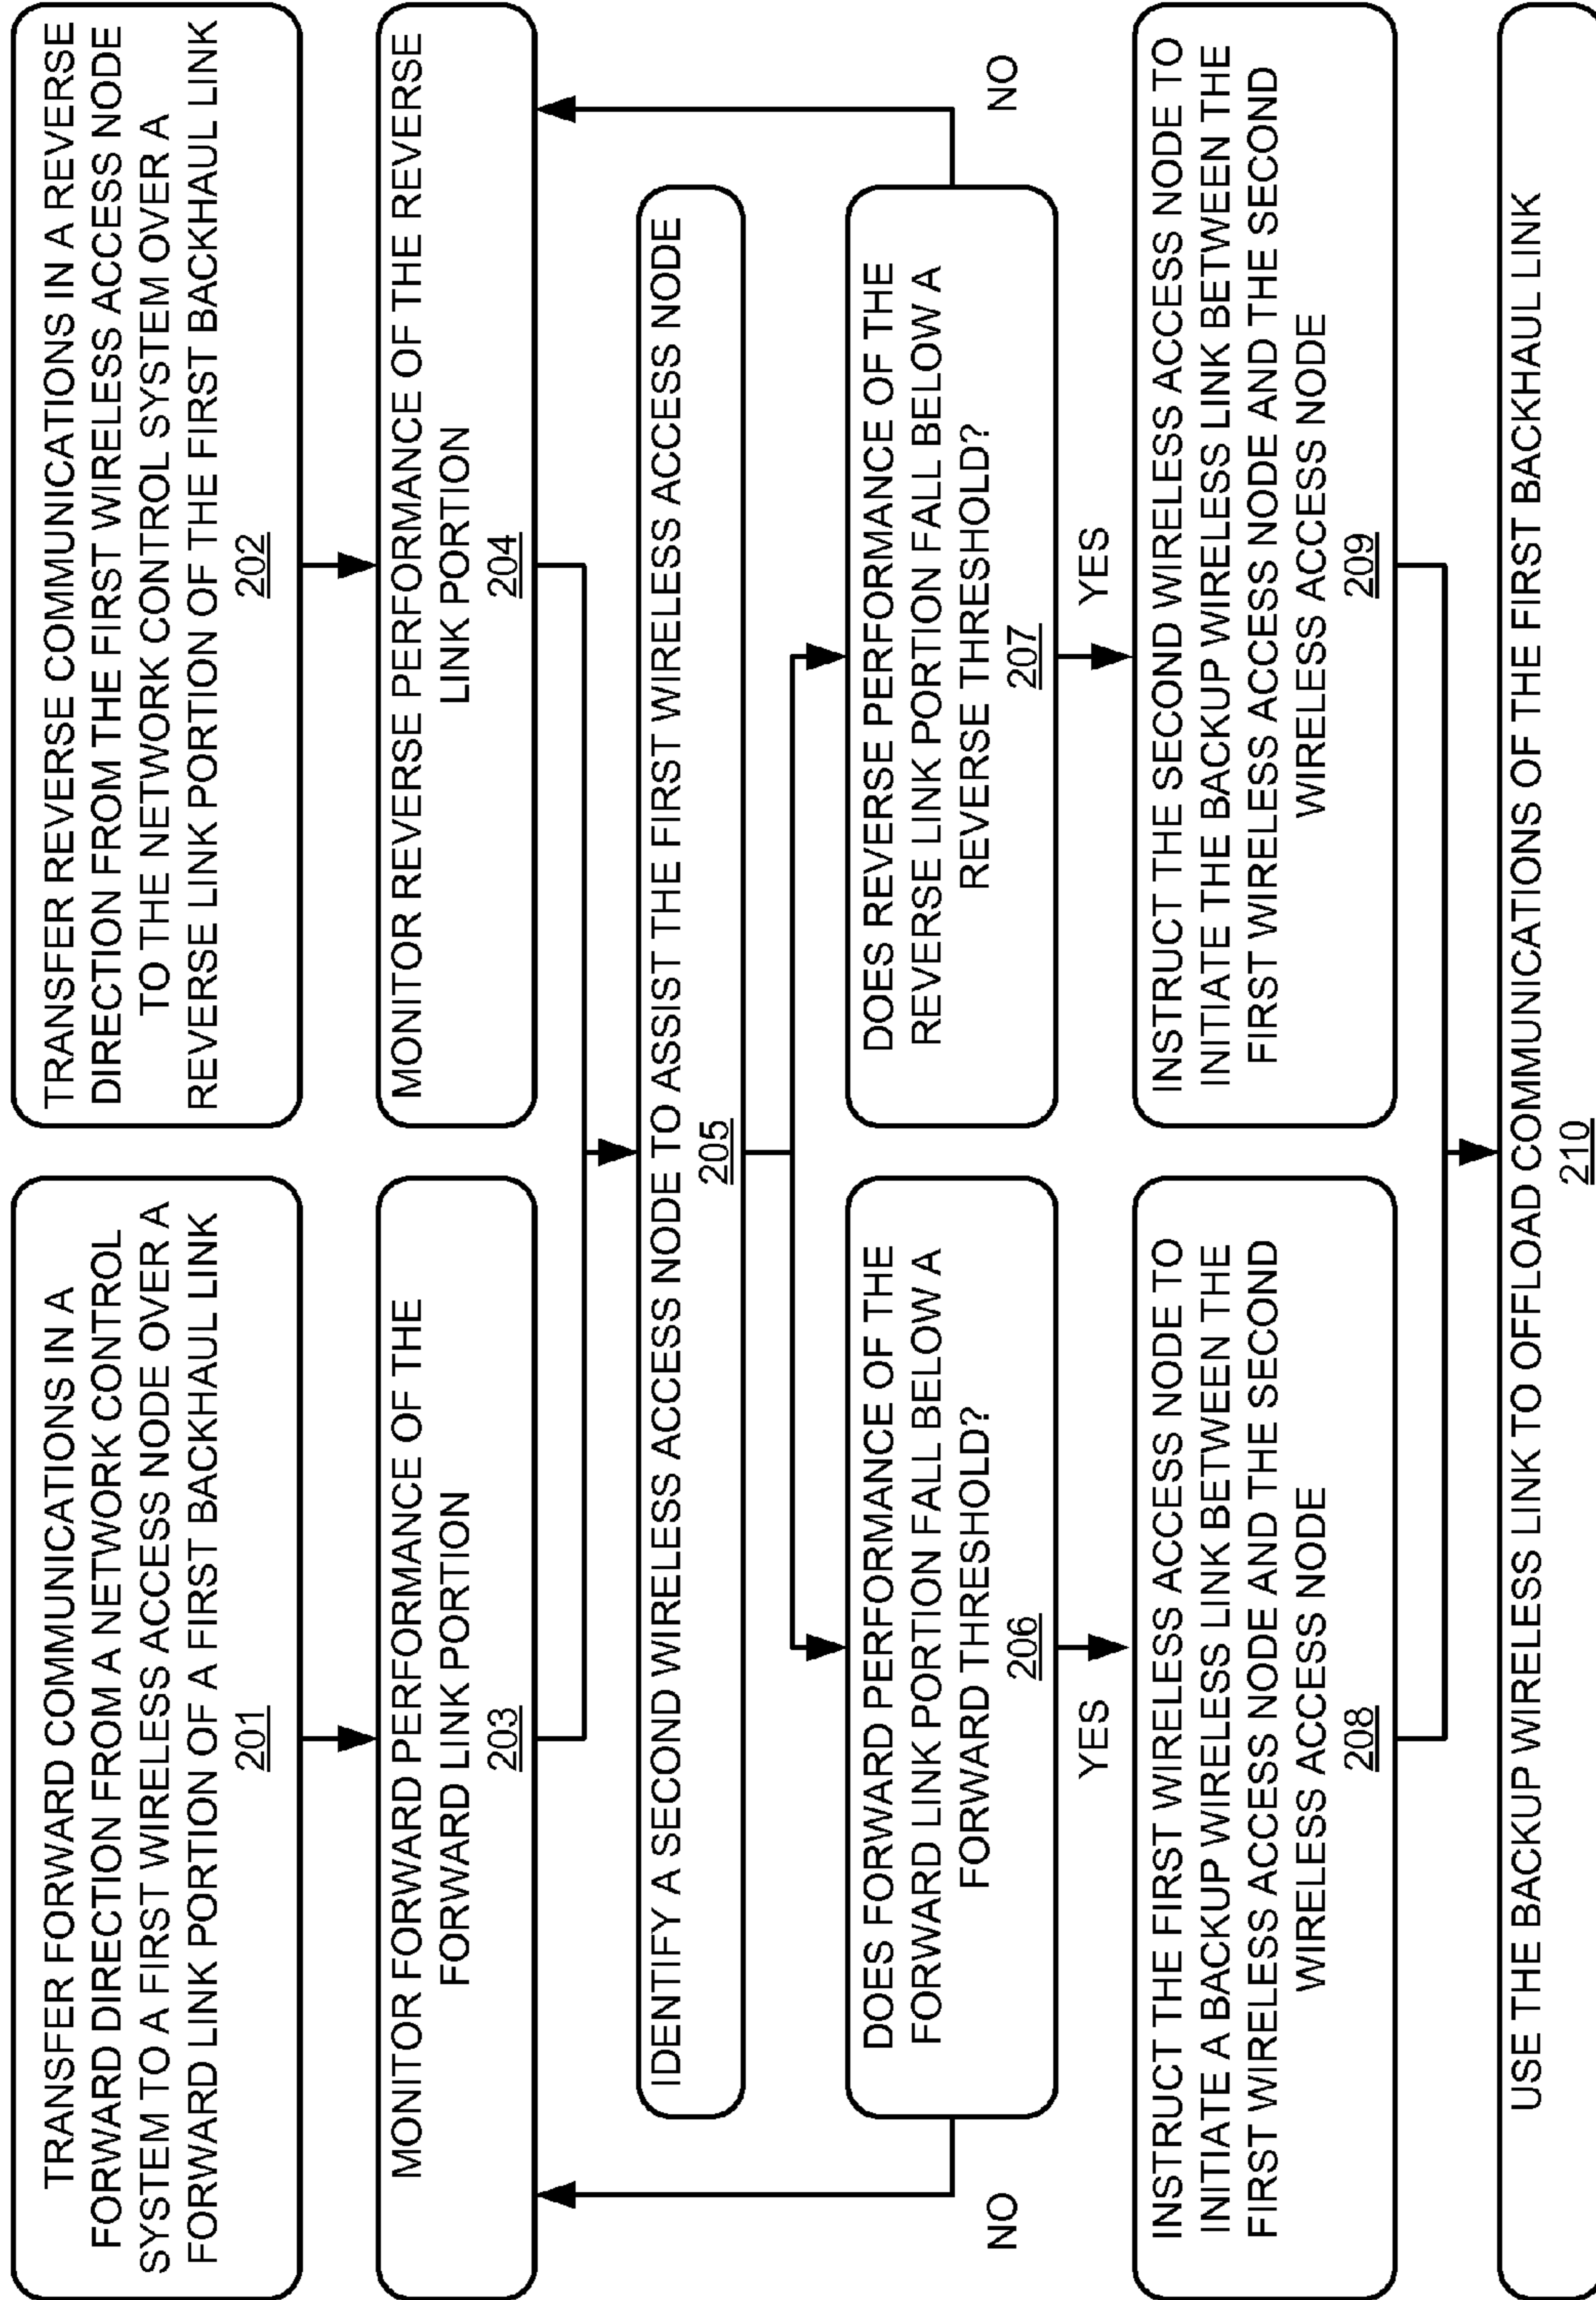 TRANSFER FORWARD COMMUNICATIONS IN A
FORWARD DIRECTION FROM A NETWORK CONTROL
SYSTEM TO A FIRST WIRELESS ACCESS NODE OVER A
FORWARD LINK PORTION OF A FIRST BACKHAUL LINK
201
TRANSFER REVERSE COMMUNICATIONS IN A REVERSE
DIRECTION FROM THE FIRST WIRELESS ACCESS NODE
TO THE NETWORK CONTROL SYSTEM OVER A
REVERSE LINK PORTION OF THE FIRST BACKHAUL LINK
202
MONITOR FORWARD PERFORMANCE OF THE
FORWARD LINK PORTION
203
MONITOR REVERSE PERFORMANCE OF THE REVERSE
LINK PORTION
204
IDENTIFY A SECOND WIRELESS ACCESS NODE TO ASSIST THE FIRST WIRELESS ACCESS NODE
205
DOES FORWARD PERFORMANCE OF THE
FORWARD LINK PORTION FALL BELOW A
FORWARD THRESHOLD?
206
NO
YES
DOES REVERSE PERFORMANCE OF THE
REVERSE LINK PORTION FALL BELOW A
REVERSE THRESHOLD?
207
NO
YES
INSTRUCT THE FIRST WIRELESS ACCESS NODE TO
INITIATE A BACKUP WIRELESS LINK BETWEEN THE
FIRST WIRELESS ACCESS NODE AND THE SECOND
WIRELESS ACCESS NODE
208
INSTRUCT THE SECOND WIRELESS ACCESS NODE TO
INITIATE THE BACKUP WIRELESS LINK BETWEEN THE
FIRST WIRELESS ACCESS NODE AND THE SECOND
WIRELESS ACCESS NODE
209
USE THE BACKUP WIRELESS LINK TO OFFLOAD COMMUNICATIONS OF THE FIRST BACKHAUL LINK
210